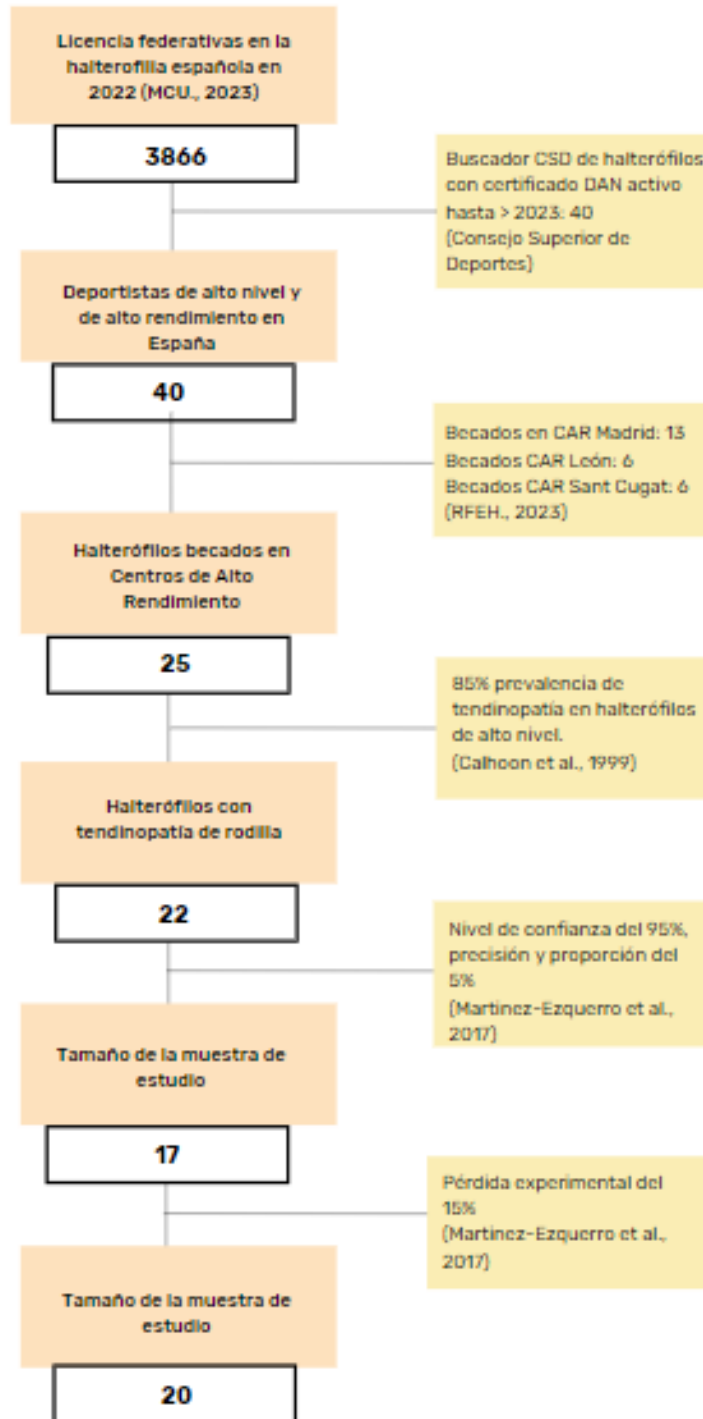 Licencia federativas en la
halterofilia española en
2022 (MCU., 2023)
3866
Buscador CSD de halterófilos
con certificado DAN activo
hasta > 2023: 40
(Consejo Superior de
Deportes)
Deportistas de alto nivel y
de alto rendimiento en
España
40
Becados en CAR Madrid: 13
Becados CAR León: 6
Becados CAR Sant Cugat: 6
(RFEH., 2023)
Halterófilos becados en
Centros de Alto
Rendimiento
25
85% prevalencia de
tendinopatía en halterófilos
de alto nivel.
(Calhoon et al., 1999)
Halterófilos con
tendinopatía de rodilla
22
Nivel de confianza del 95%,
precisión y proporción del
5%
(Martinez-Ezquerro et al.,
2017)
Tamaño de la muestra de
estudio
17
Pérdida experimental del
15%
(Martinez-Ezquerro et al.,
2017)
Tamaño de la muestra de
estudio
20